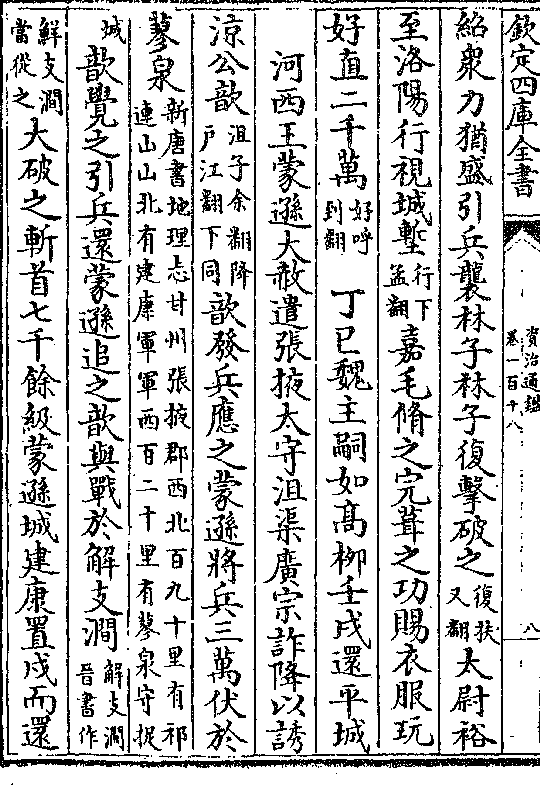 欽定四庫全書
資治通鑑
卷一百十八
八
紹衆力猶盛引兵襲林子林子復擊破之復扶又翻太尉裕
至洛陽行視城塹行下孟翻嘉毛脩之完葺之功賜衣服玩
好直二千萬好呼到翻丁巳魏主嗣如髙柳壬戌還平城
河西王蒙遜大赦遣張掖太守沮渠廣宗詐降以誘
涼公歆沮子余翻降户江翻下同歆發兵應之蒙遜將兵三萬伏於
蓼泉新唐書地理志甘州張掖郡西北百九十里有祁連山山北有建康軍軍西百二十里有蓼泉守捉
城歆覺之引兵還蒙遜追之歆與戰於解支澗解支澗晉書作
鮮支澗當從之大破之斬首七千餘級蒙遜城建康置戍而還